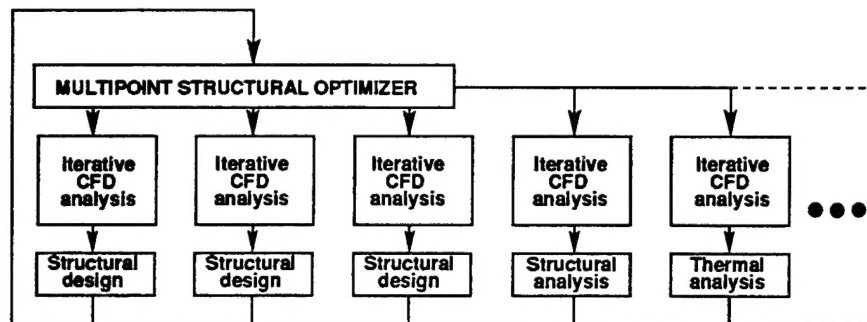 MULTIPOINT STRUCTURAL OPTIMIZER
Iterative
CFD
analysis
Iterative
CFD
analysis
Iterative
CFD
analysis
Iterative
CFD
analysis
Iterative
CFD
analysis
Structural
design
Structural
design
Structural
design
Structural
analysis
Thermal
analysis